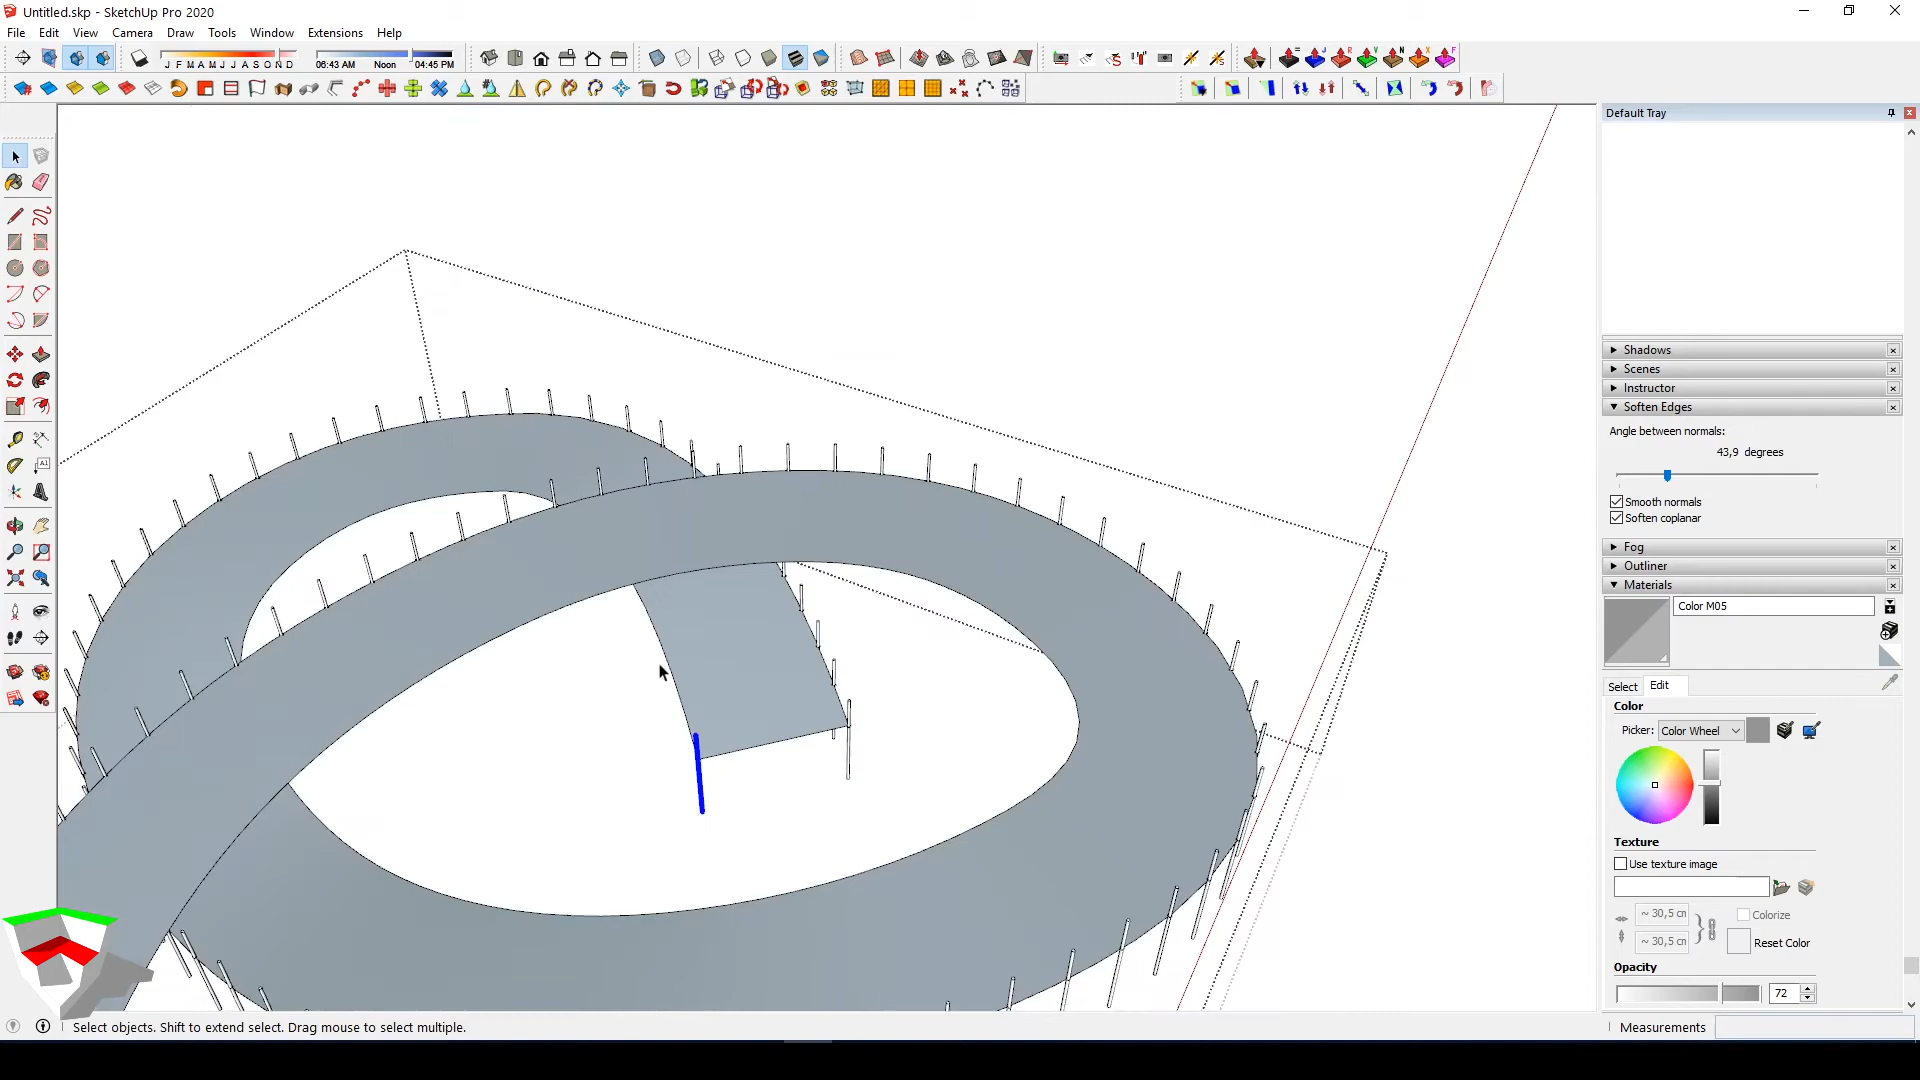 Untitled.skp - SketchUp Pro 2020
File Edit View Camera Draw Tools Window Extensions Help
J F M A M J J A S O N D 06:43 AM Noon 04:45 PM
Default Tray
Shadows
Scenes
Instructor
Soften Edges
Angle between normals:
43,9 degrees
Smooth normals
Soften coplanar
Fog
Outliner
Materials
Color M05
Select Edit
Color
Picker: Color Wheel
Texture
Use texture image
~ 30,5 cm
Colorize
~ 30,5 cm
Reset Color
Opacity
72
Select objects. Shift to extend select. Drag mouse to select multiple.
Measurements